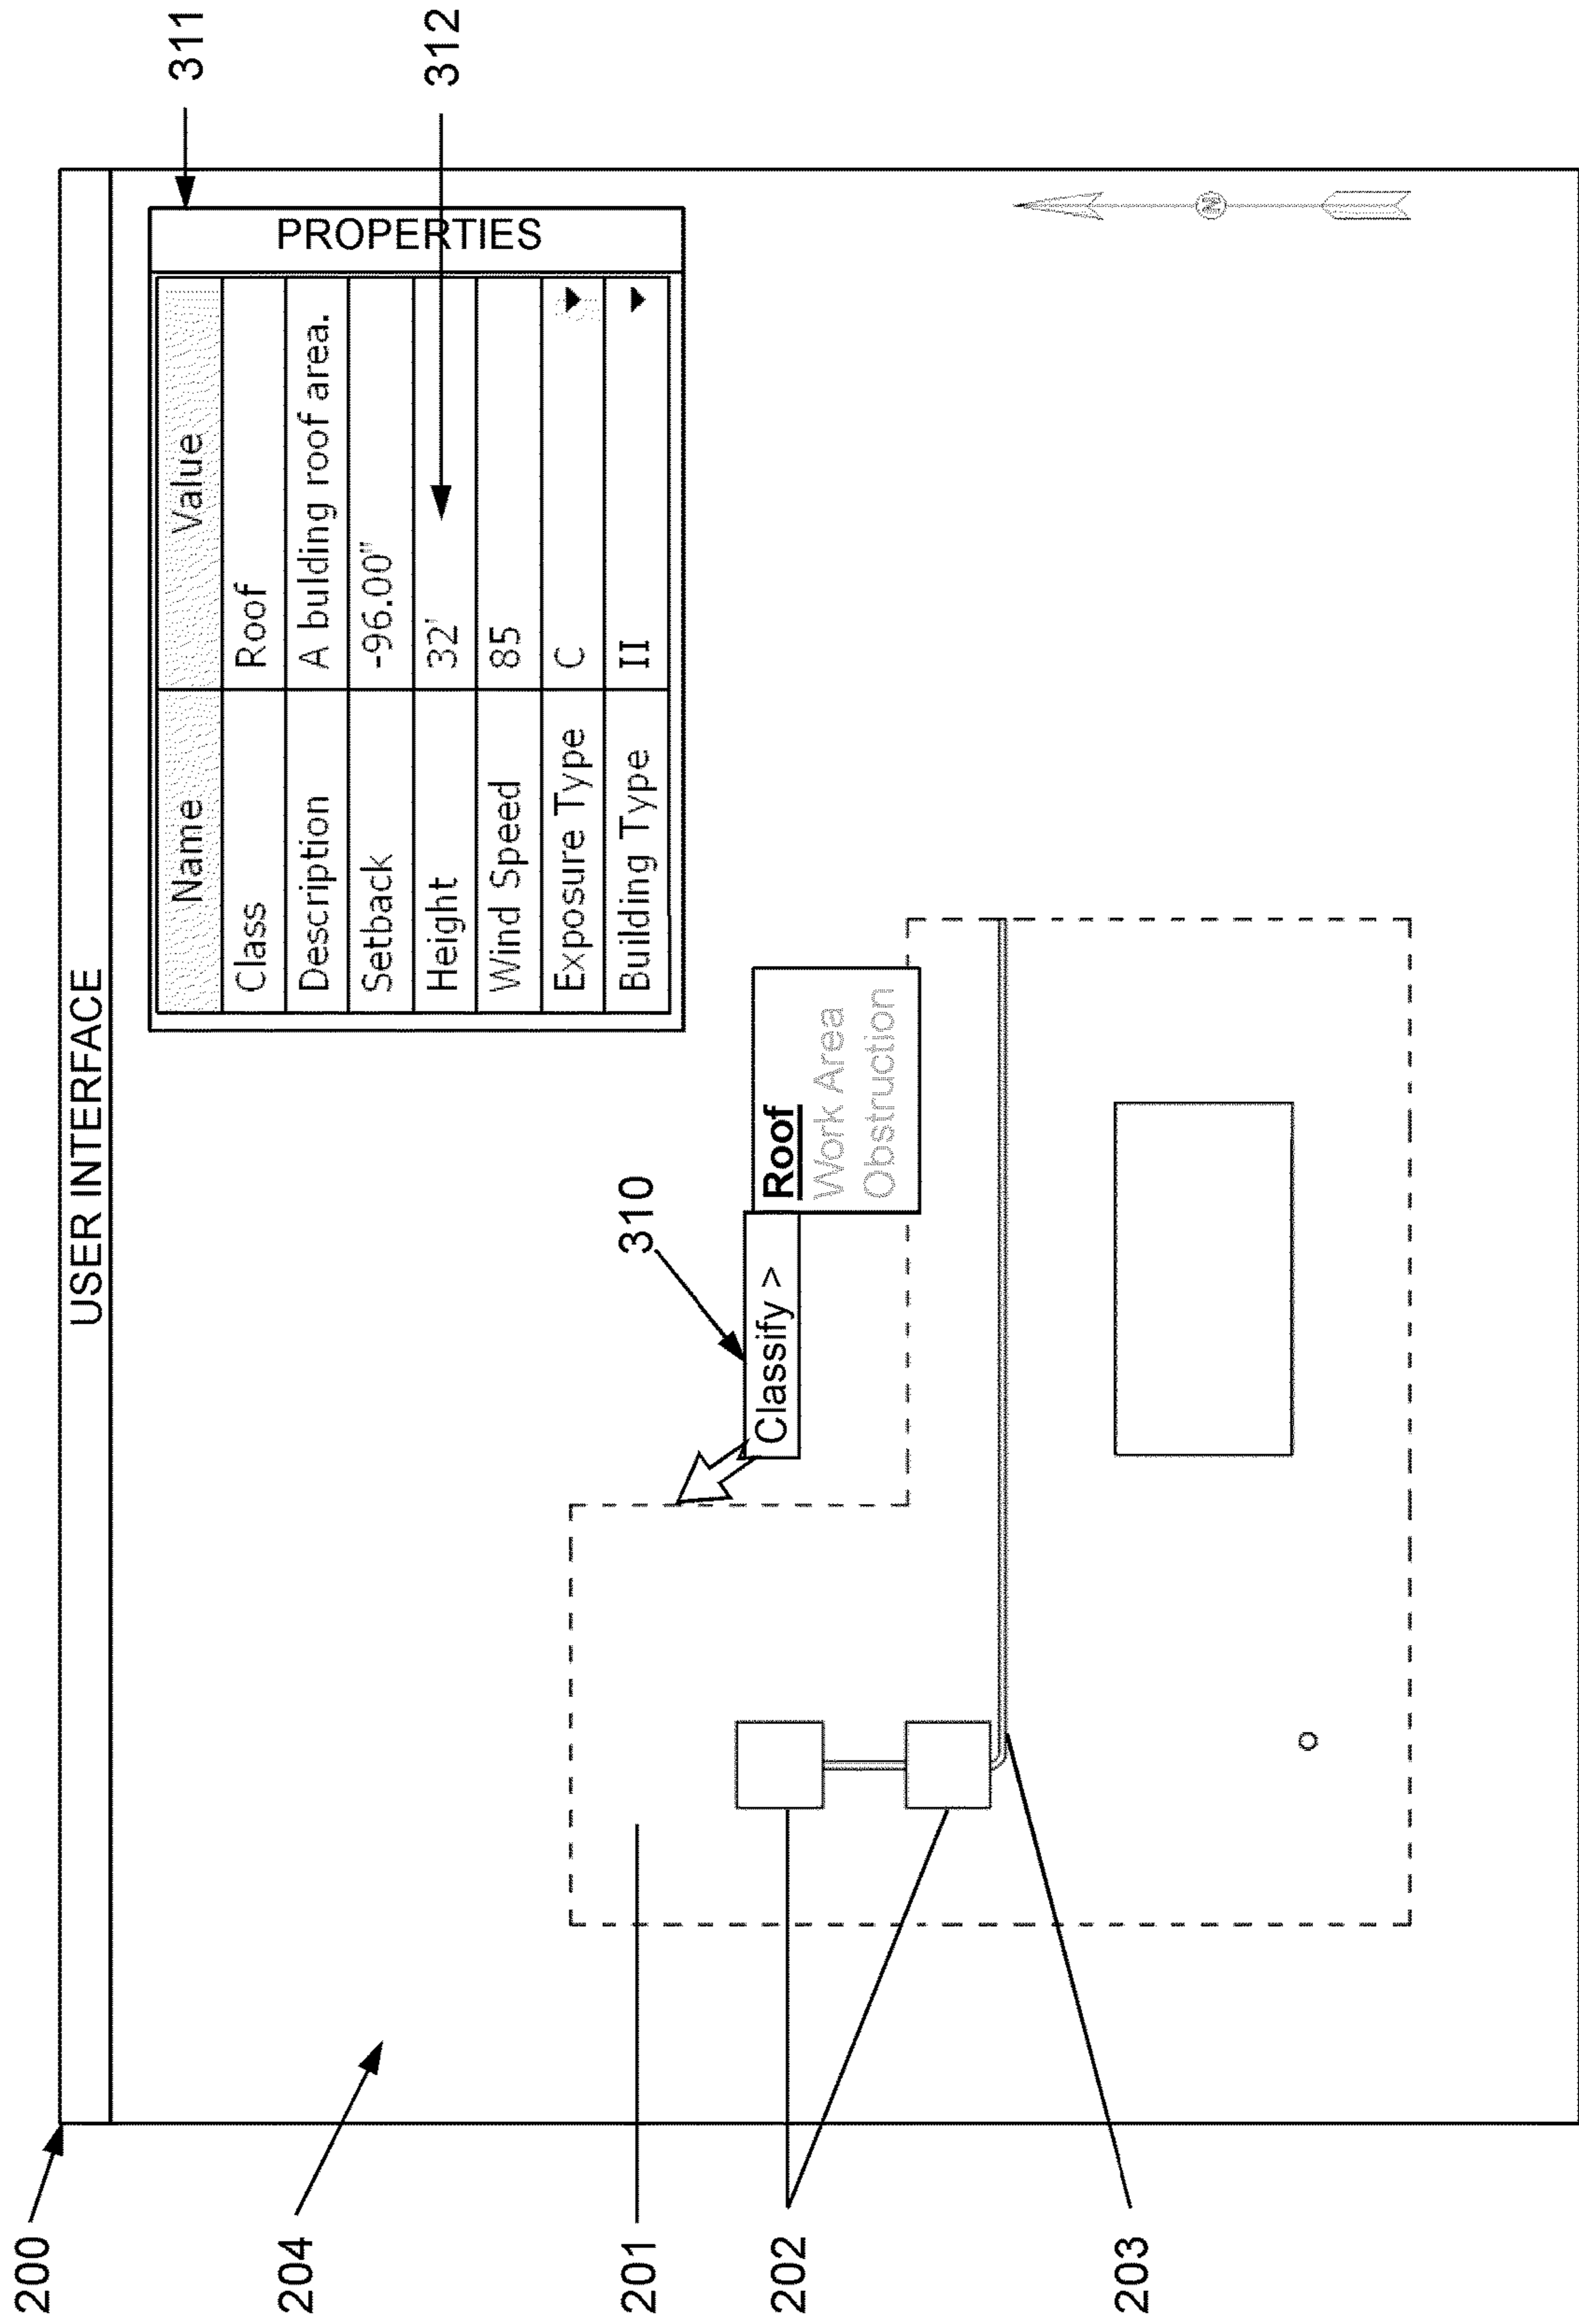 USER INTERFACE
200
204
201
202
203
310
311
312
PROPERTIES
Name Value
Class Roof
Description A bulding roof area.
Setback -96.00"
Height 32'
Wind Speed 85
Exposure Type C
Building Type II
Classify >
Roof
Work Area
Obstruction
N